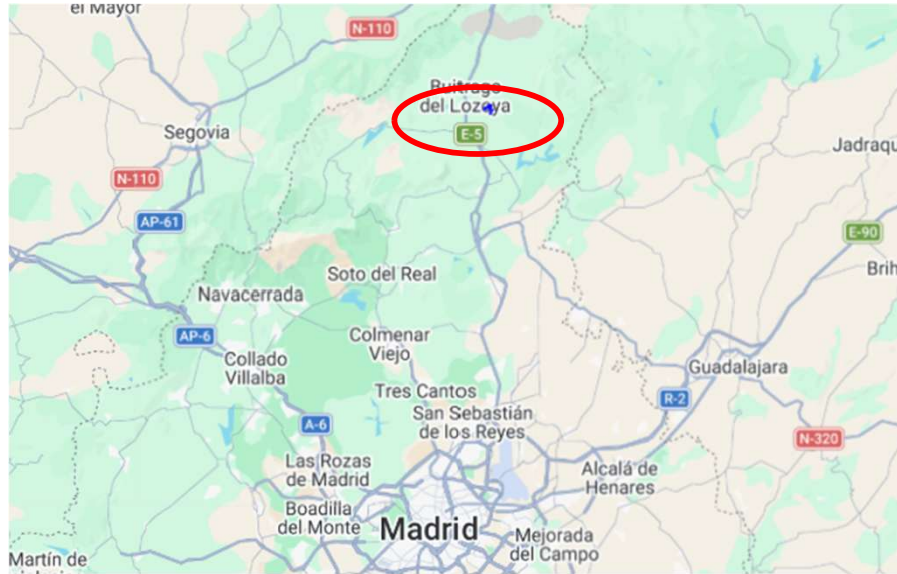 el Mayor
N-110
Buitrago
del Lozoya
E-5
Segovia
Jadraqu
N-110
AP-61
E-90
Brih
Soto del Real
Navacerrada
AP-6
Colmenar
Viejo
Collado
Villalba
Guadalajara
Tres Cantos
R-2
San Sebastián
de los Reyes
A-6
N-320
Las Rozas
de Madrid
Alcalá de
Henares
Boadilla
del Monte
Madrid
Mejorada
del Campo
Martín de